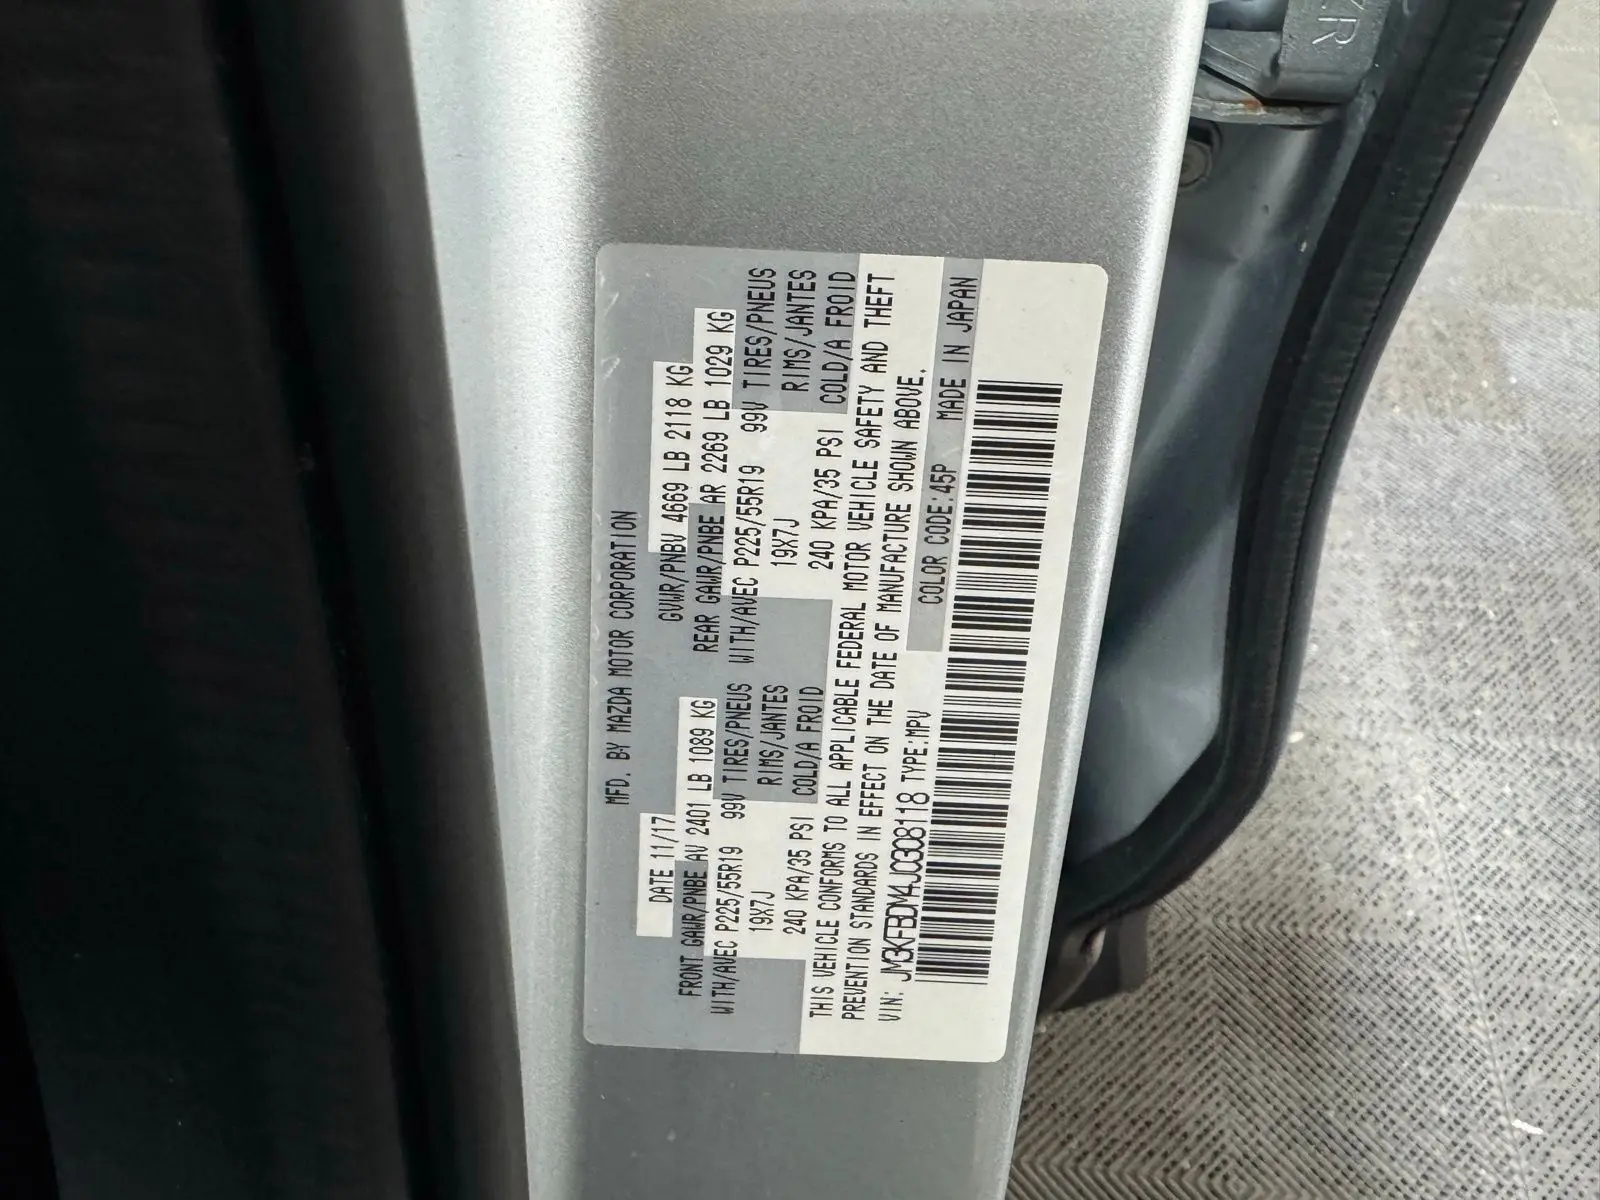 MFD. BY MAZDA MOTOR CORPORATION
DATE 11/17 GVWR/PNBV 4669 LB 2118 KG
FRONT GAWR/PNBE AV 2401 LB 1089 KG REAR GAWR/PNBE AR 2269 LB 1029 KG
WITH/AVEC P225/55R19 99V TIRES/PNEUS WITH/AVEC P225/55R19 99V TIRES/PNEUS
19X7J RIMS/JANTES 19X7J RIMS/JANTES
240 KPA/35 PSI COLD/A FROID 240 KPA/35 PSI COLD/A FROID
THIS VEHICLE CONFORMS TO ALL APPLICABLE FEDERAL MOTOR VEHICLE SAFETY AND THEFT
PREVENTION STANDARDS IN EFFECT ON THE DATE OF MANUFACTURE SHOWN ABOVE.
VIN: JM3KFBDM4J0308118 TYPE:MPV COLOR CODE:45P MADE IN JAPAN